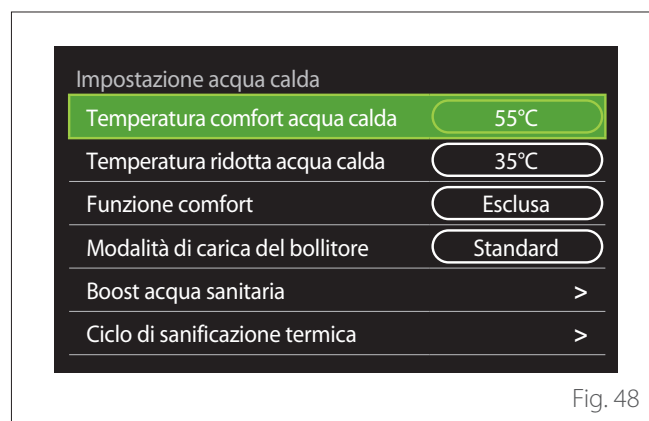 Impostazione acqua calda
Temperatura comfort acqua calda 55°C
Temperatura ridotta acqua calda 35°C
Funzione comfort Esclusa
Modalità di carica del bollitore Standard
Boost acqua sanitaria >
Ciclo di sanificazione termica >
Fig. 48